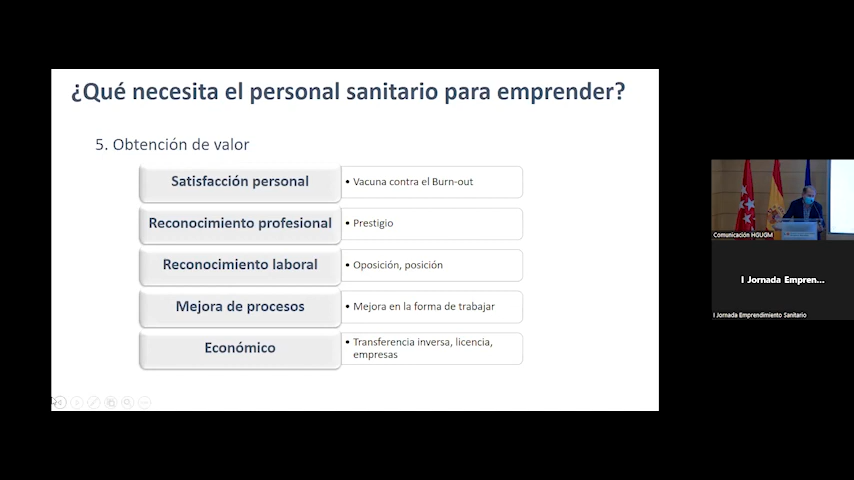 ¿Qué necesita el personal sanitario para emprender?
5. Obtención de valor
Satisfacción personal
• Vacuna contra el Burn-out
Reconocimiento profesional
• Prestigio
Reconocimiento laboral
• Oposición, posición
Mejora de procesos
• Mejora en la forma de trabajar
Económico
• Transferencia inversa, licencia,
empresas
Comunicación HGUGM
I Jornada Empren...
I Jornada Emprendimiento Sanitario